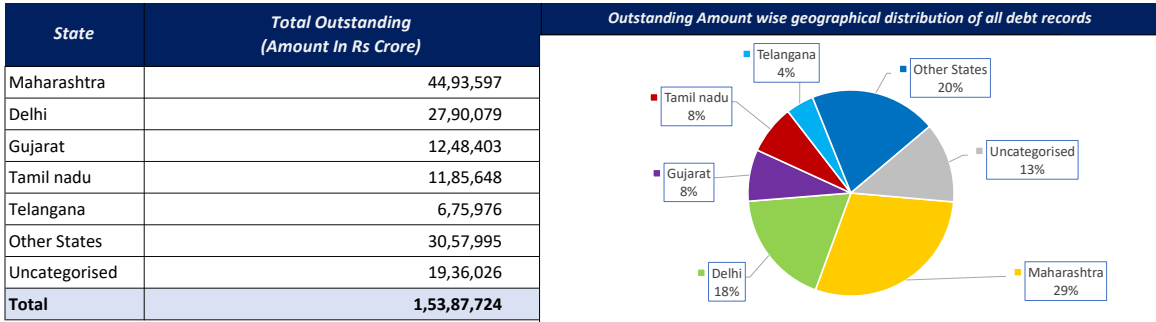 State Total Outstanding
(Amount In Rs Crore)
Maharashtra 44,93,597
Delhi 27,90,079
Gujarat 12,48,403
Tamil nadu 11,85,648
Telangana 6,75,976
Other States 30,57,995
Uncategorised 19,36,026
Total 1,53,87,724
Outstanding Amount wise geographical distribution of all debt records
Telangana
4%
Other States
20%
Tamil nadu
8%
Uncategorised
13%
Gujarat
8%
Delhi
18%
Maharashtra
29%